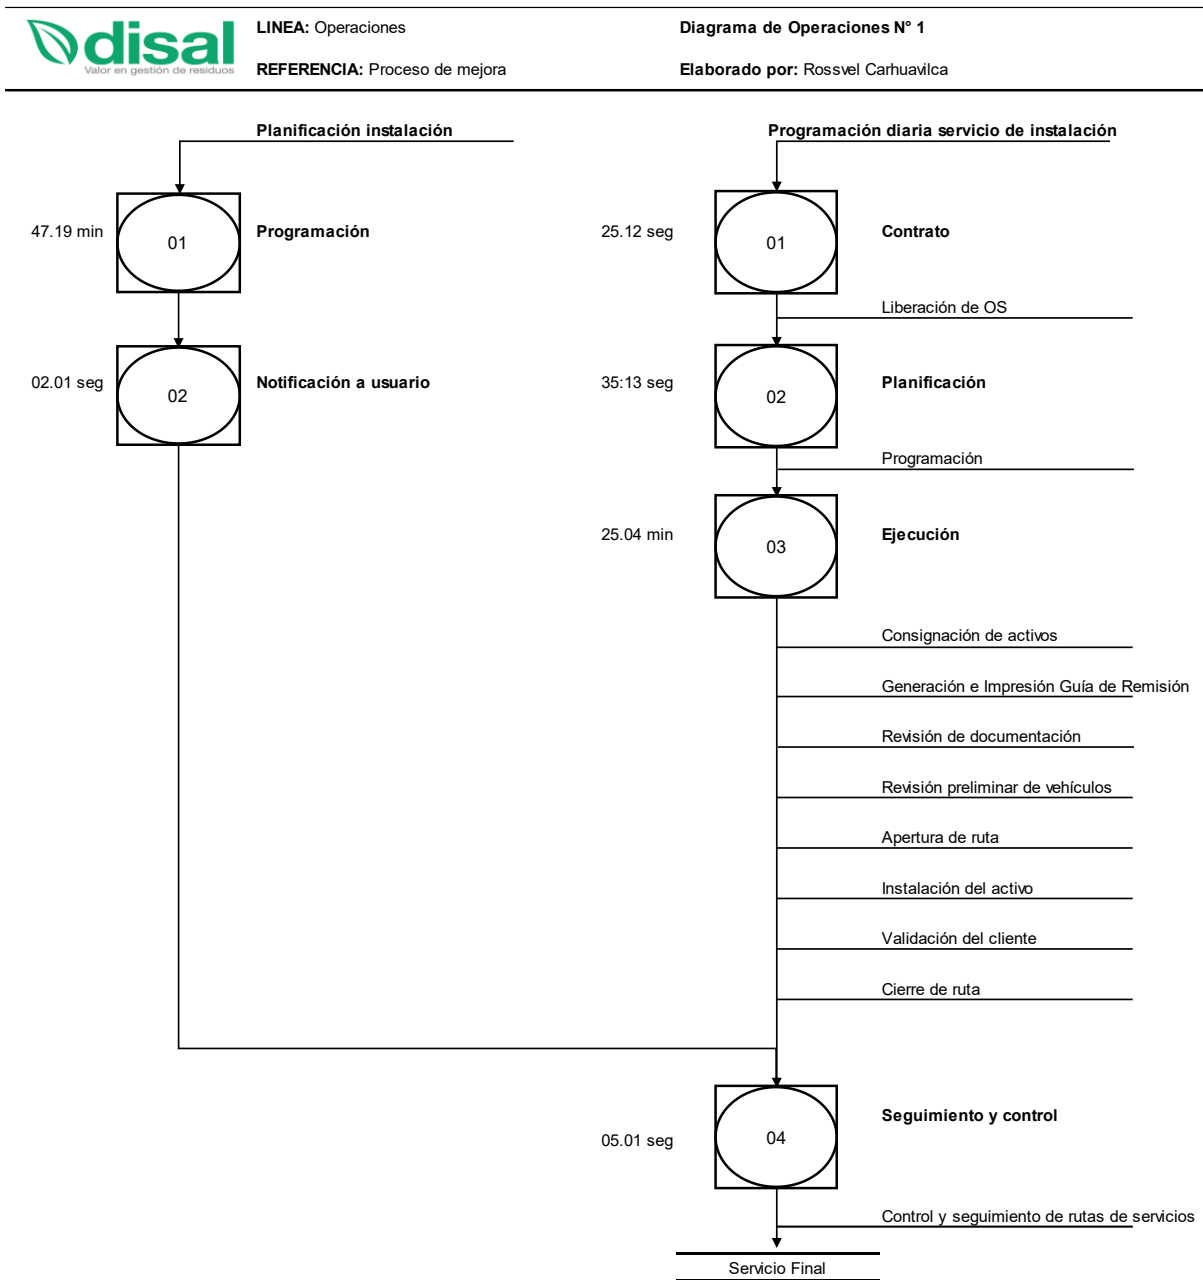 disal
Valor en gestión de residuos
LINEA: Operaciones
Diagrama de Operaciones N° 1
REFERENCIA: Proceso de mejora
Elaborado por: Rossvel Carhuavilca
Planificación instalación
Programación diaria servicio de instalación
47.19 min
01
Programación
25.12 seg
01
Contrato
Liberación de OS
02.01 seg
02
Notificación a usuario
35:13 seg
02
Planificación
Programación
25.04 min
03
Ejecución
Consignación de activos
Generación e Impresión Guía de Remisión
Revisión de documentación
Revisión preliminar de vehículos
Apertura de ruta
Instalación del activo
Validación del cliente
Cierre de ruta
05.01 seg
04
Seguimiento y control
Control y seguimiento de rutas de servicios
Servicio Final